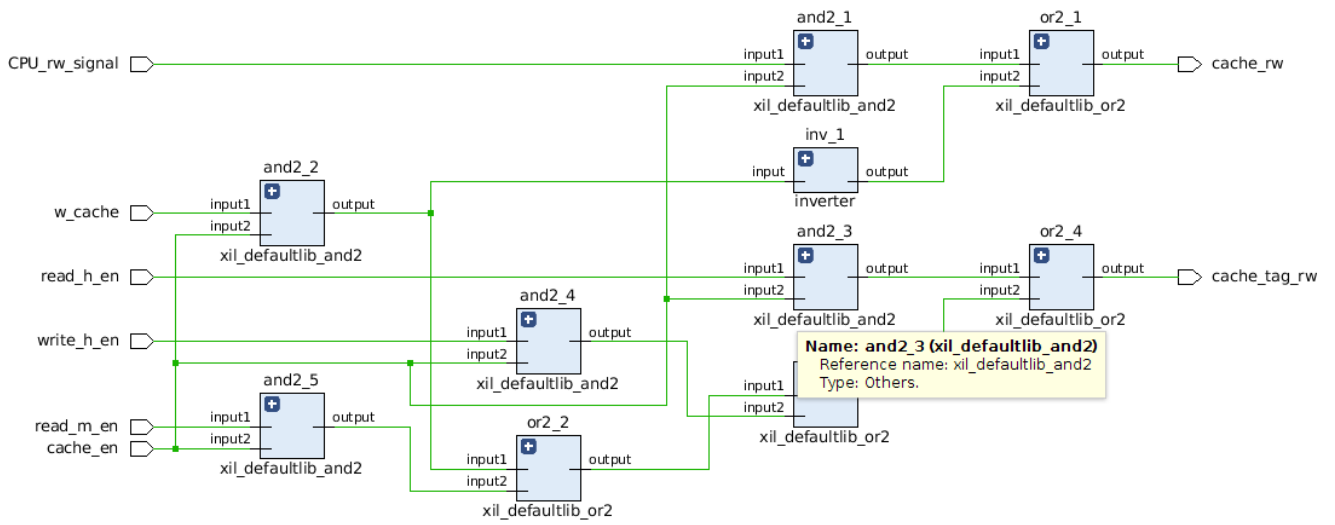 and2_1
or2_1
CPU_rw_signal
input1
output
input1
output
cache_rw
input2
input2
xil_defaultlib_and2
xil_defaultlib_or2
inv_1
and2_2
input
output
inverter
w_cache
input1
output
input2
xil_defaultlib_and2
and2_3
or2_4
read_h_en
input1
output
input1
output
cache_tag_rw
input2
input2
xil_defaultlib_and2
xil_defaultlib_or2
and2_4
write_h_en
input1
output
input2
xil_defaultlib_and2
Name: and2_3 (xil_defaultlib_and2)
Reference name: xil_defaultlib_and2
Type: Others.
and2_5
input1
input2
xil_defaultlib_or2
read_m_en
input1
output
cache_en
input2
xil_defaultlib_and2
or2_2
input1
output
input2
xil_defaultlib_or2